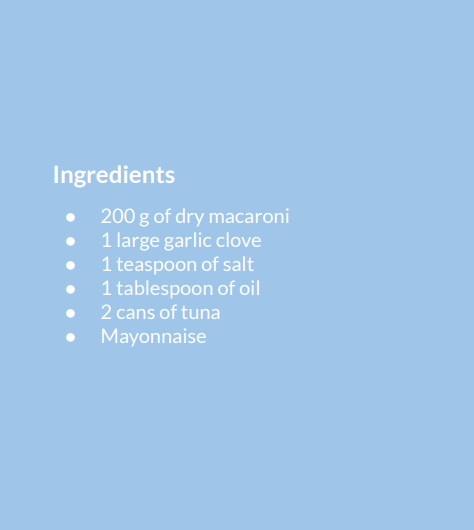 Ingredients
● 200 g of dry macaroni
● 1 large garlic clove
● 1 teaspoon of salt
● 1 tablespoon of oil
● 2 cans of tuna
● Mayonnaise